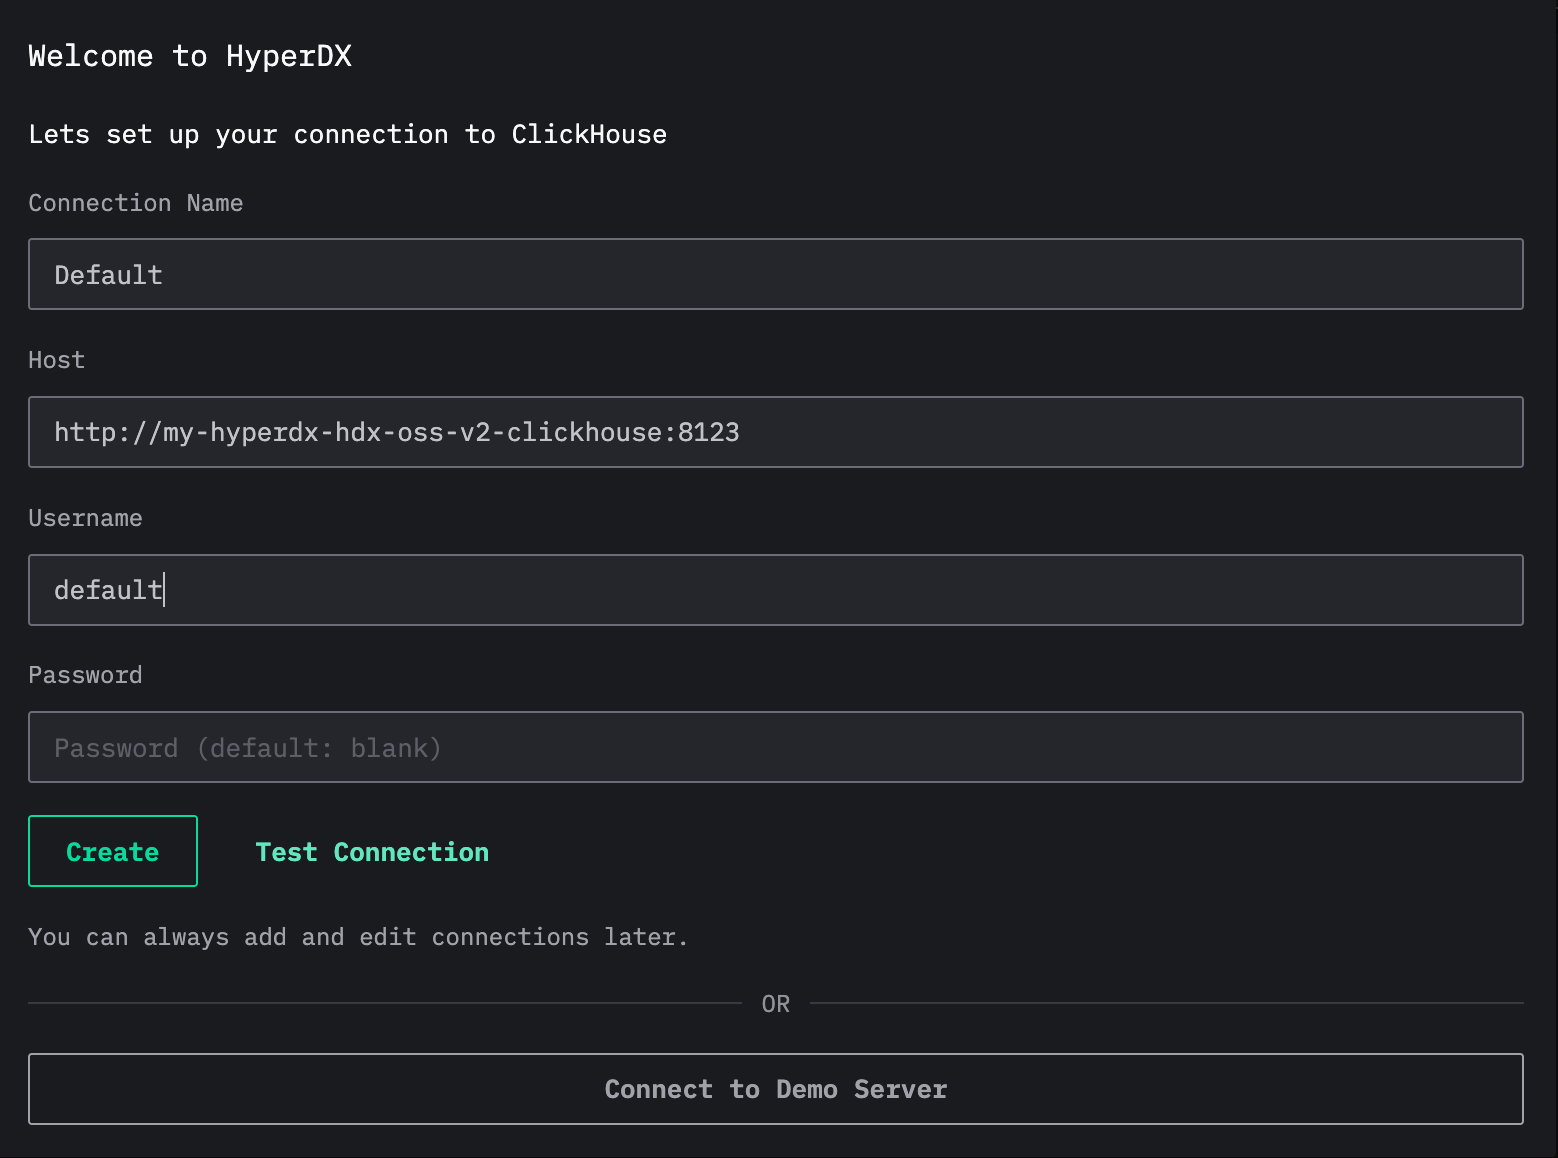 Welcome to HyperDX
Lets set up your connection to ClickHouse
Connection Name
Default
Host
http://my-hyperdx-hdx-oss-v2-clickhouse:8123
Username
default
Password
Password (default: blank)
Create Test Connection
You can always add and edit connections later.
OR
Connect to Demo Server